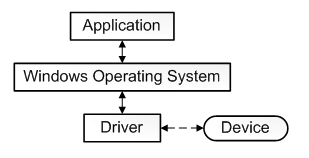 Application
Windows Operating System
Driver
Device